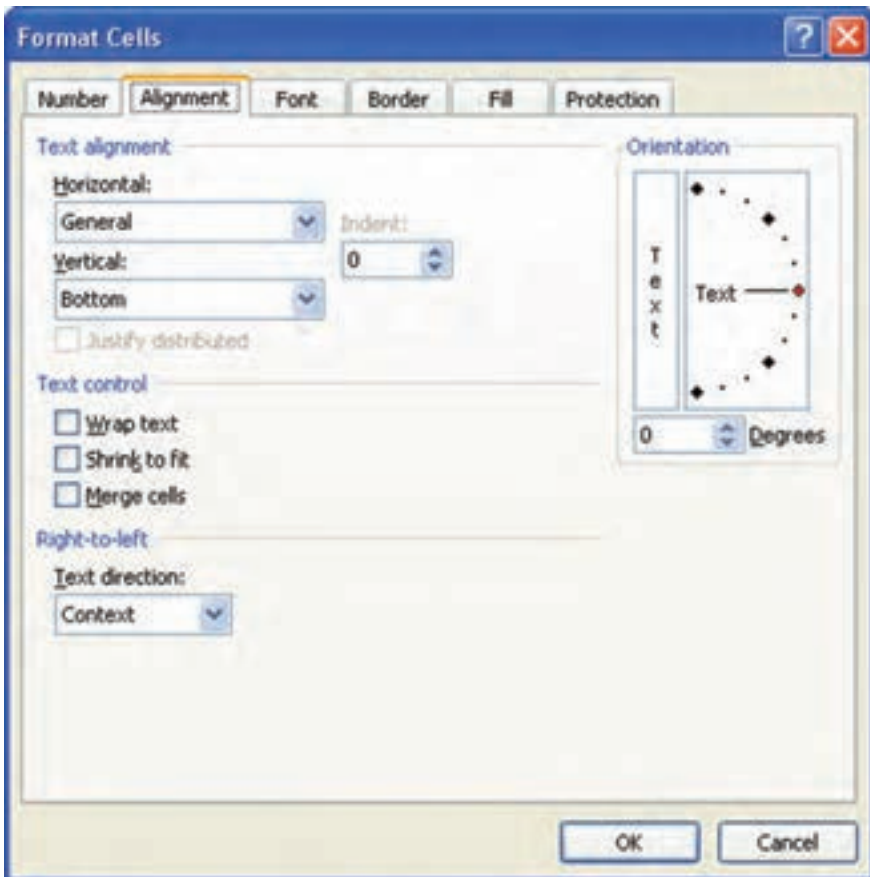 Format Cells
Number Alignment Font Border Fill Protection
Text alignment
Horizontal:
General
Indent:
Vertical:
0
Bottom
Justify distributed
Text control
Wrap text
Shrink to fit
Merge cells
Right-to-left
Text direction:
Context
Orientation
Text
Text
0 Degrees
OK Cancel